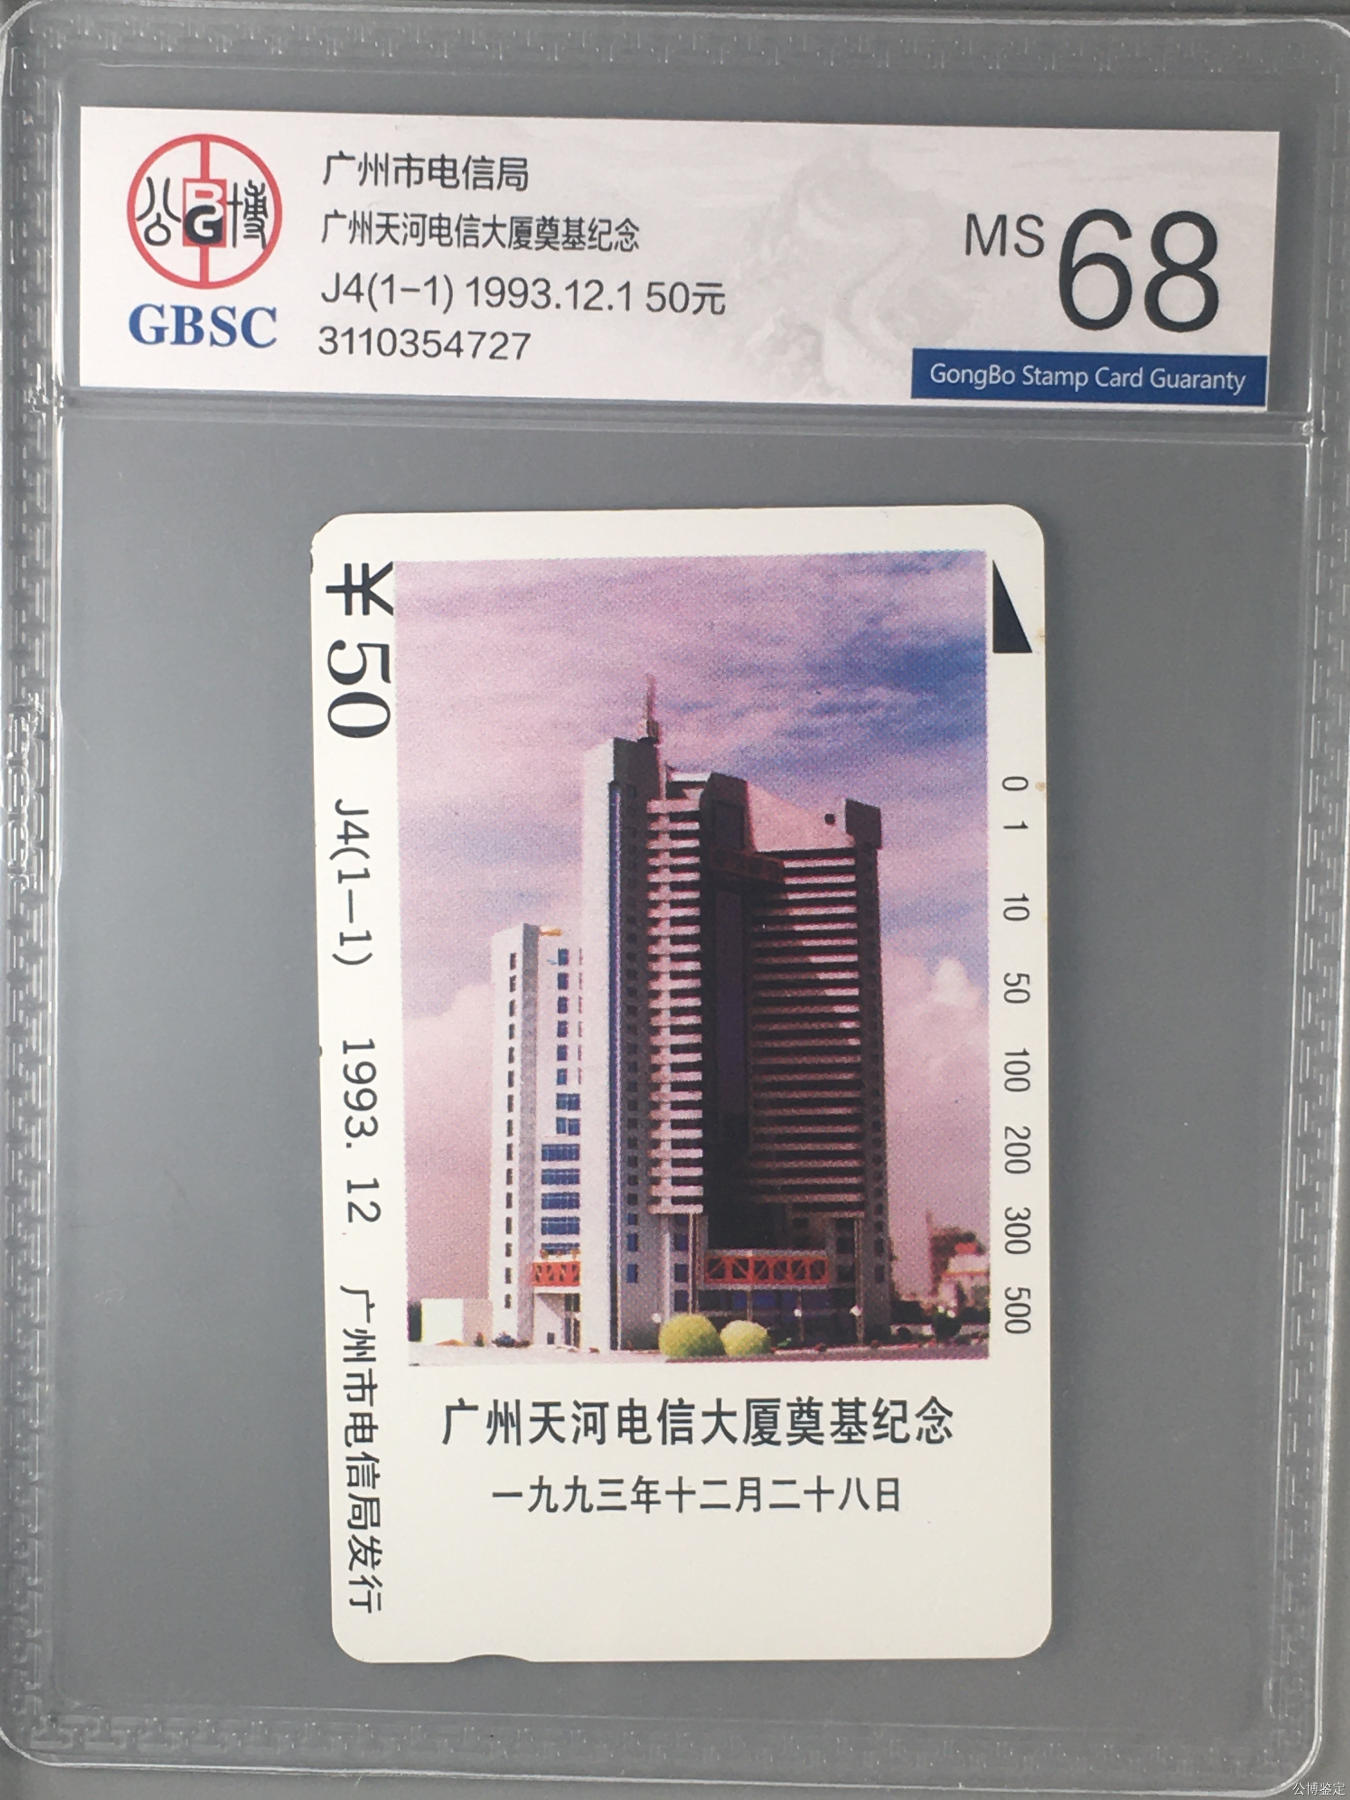 公博
BG
GBSC
广州市电信局
广州天河电信大厦奠基纪念
J4(1-1) 1993.12.1 50元
3110354727
MS 68
GongBo Stamp Card Guaranty
¥50 J4(1—1) 1993.12 广州市电信局发行
0 1 10 50 100 200 300 500
广州天河电信大厦奠基纪念
一九九三年十二月二十八日
公博鉴定